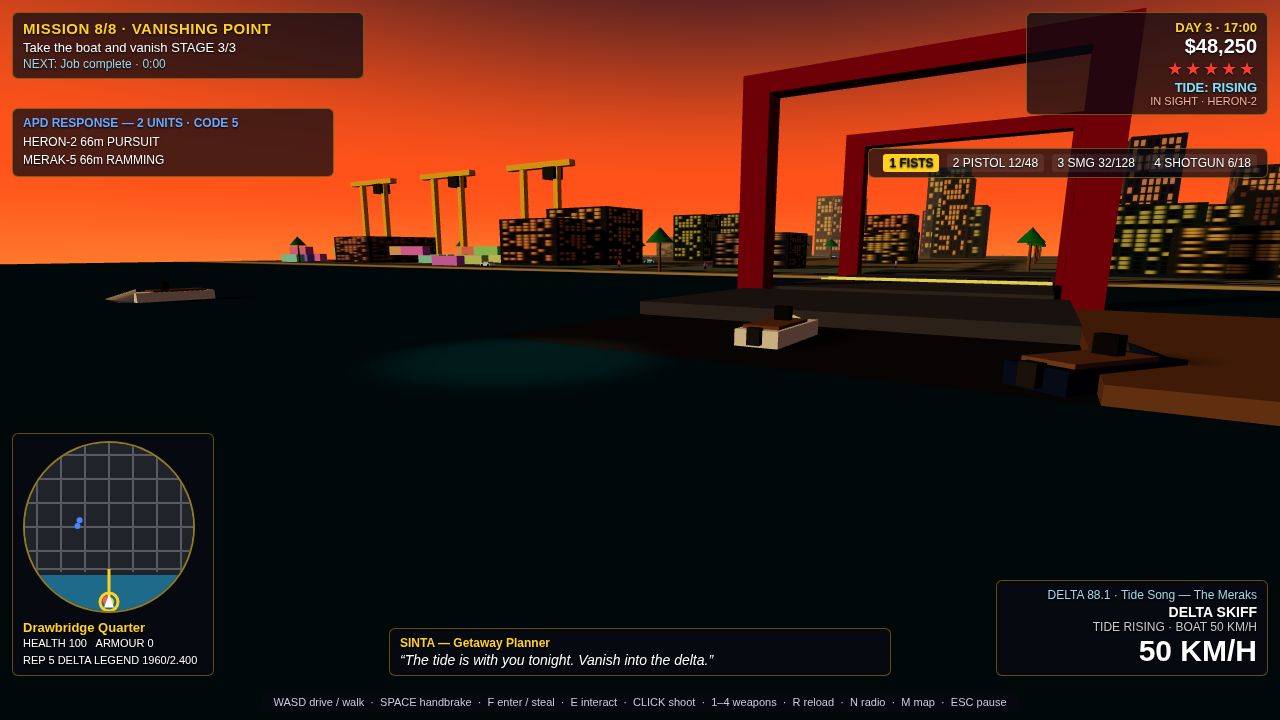 MISSION 8/8 · VANISHING POINT
Take the boat and vanish STAGE 3/3
NEXT: Job complete · 0:00
APD RESPONSE — 2 UNITS · CODE 5
HERON-2 66m PURSUIT
MERAK-5 66m RAMMING
DAY 3 · 17:00
$48,250
★★★★★
TIDE: RISING
IN SIGHT · HERON-2
1 FISTS 2 PISTOL 12/48 3 SMG 32/128 4 SHOTGUN 6/18
Drawbridge Quarter
HEALTH 100 ARMOUR 0
REP 5 DELTA LEGEND 1960/2.400
SINTA — Getaway Planner
“The tide is with you tonight. Vanish into the delta.”
DELTA 88.1 · Tide Song — The Meraks
DELTA SKIFF
TIDE RISING · BOAT 50 KM/H
50 KM/H
WASD drive / walk · SPACE handbrake · F enter / steal · E interact · CLICK shoot · 1–4 weapons · R reload · N radio · M map · ESC pause